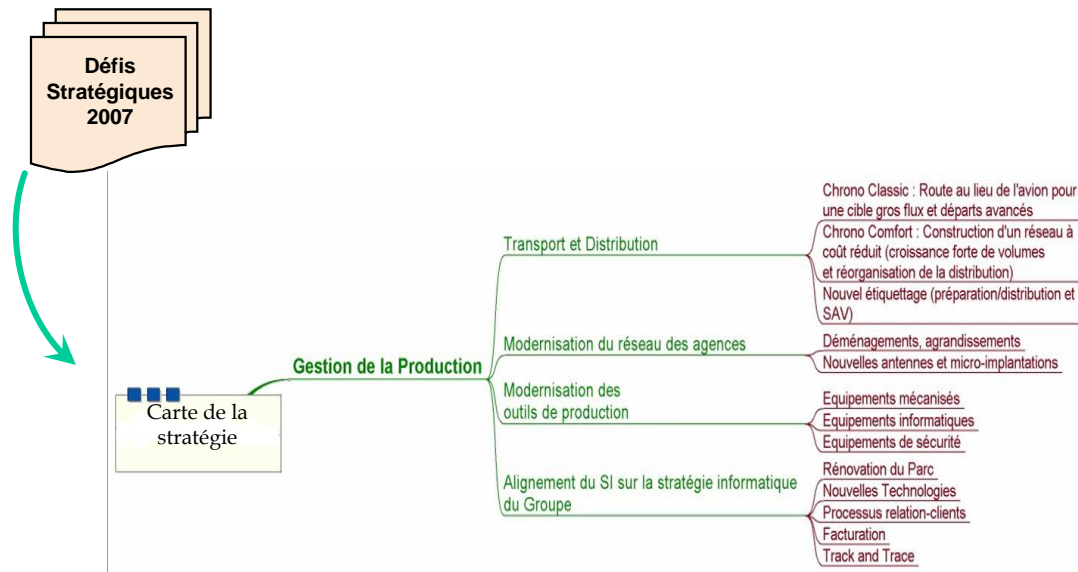 Défis
Stratégiques
2007
Carte de la
stratégie
Gestion de la Production
Transport et Distribution
Chrono Classic : Route au lieu de l'avion pour
une cible gros flux et départs avancés
Chrono Comfort : Construction d'un réseau à
coût réduit (croissance forte de volumes
et réorganisation de la distribution)
Nouvel étiquettage (préparation/distribution et
SAV)
Modernisation du réseau des agences
Déménagements, agrandissements
Nouvelles antennes et micro-implantations
Modernisation des
outils de production
Equipements mécanisés
Equipements informatiques
Equipements de sécurité
Alignement du SI sur la stratégie informatique
du Groupe
Rénovation du Parc
Nouvelles Technologies
Processus relation-clients
Facturation
Track and Trace